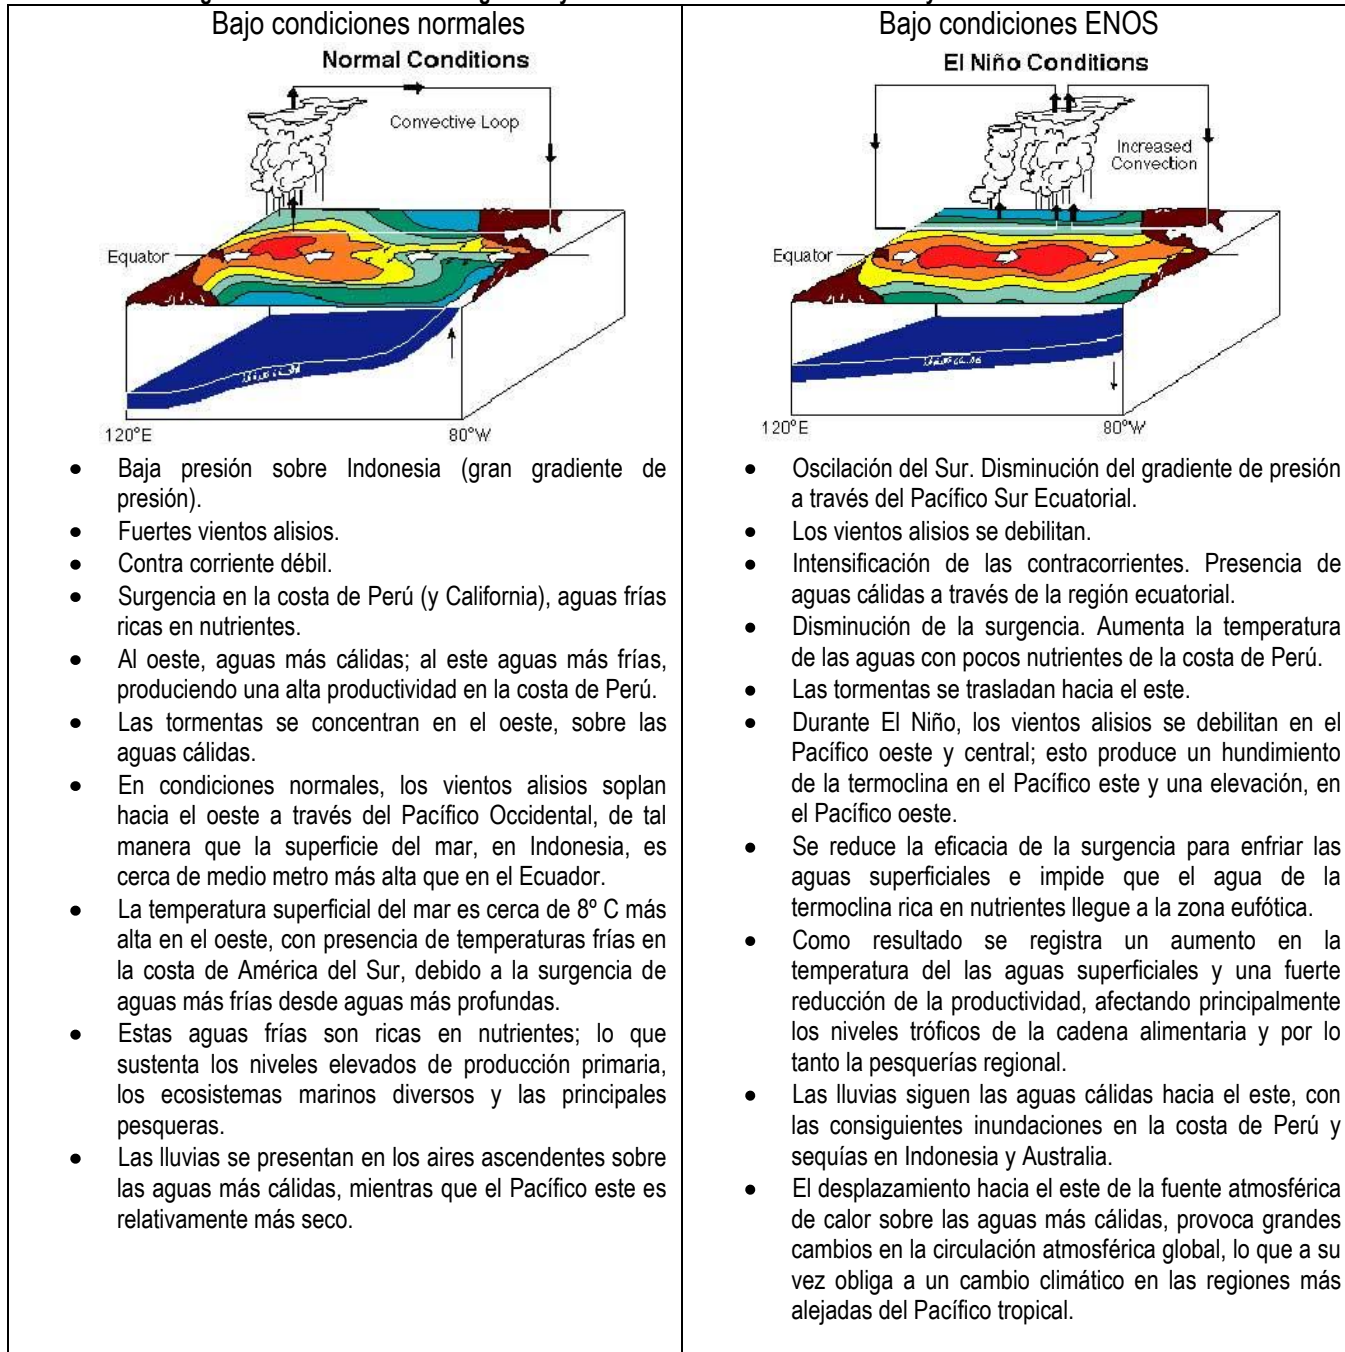 Bajo condiciones normales
Normal Conditions
Convective Loop
Equator
120°E
80°W
• Baja presión sobre Indonesia (gran gradiente de
presión).
• Fuertes vientos alisios.
• Contra corriente débil.
• Surgencia en la costa de Perú (y California), aguas frías
ricas en nutrientes.
• Al oeste, aguas más cálidas; al este aguas más frías,
produciendo una alta productividad en la costa de Perú.
• Las tormentas se concentran en el oeste, sobre las
aguas cálidas.
• En condiciones normales, los vientos alisios soplan
hacia el oeste a través del Pacífico Occidental, de tal
manera que la superficie del mar, en Indonesia, es
cerca de medio metro más alta que en el Ecuador.
• La temperatura superficial del mar es cerca de 8º C más
alta en el oeste, con presencia de temperaturas frías en
la costa de América del Sur, debido a la surgencia de
aguas más frías desde aguas más profundas.
• Estas aguas frías son ricas en nutrientes; lo que
sustenta los niveles elevados de producción primaria,
los ecosistemas marinos diversos y las principales
pesqueras.
• Las lluvias se presentan en los aires ascendentes sobre
las aguas más cálidas, mientras que el Pacífico este es
relativamente más seco.
Bajo condiciones ENOS
El Niño Conditions
Increased
Convection
Equator
120°E
80°W
• Oscilación del Sur. Disminución del gradiente de presión
a través del Pacífico Sur Ecuatorial.
• Los vientos alisios se debilitan.
• Intensificación de las contracorrientes. Presencia de
aguas cálidas a través de la región ecuatorial.
• Disminución de la surgencia. Aumenta la temperatura
de las aguas con pocos nutrientes de la costa de Perú.
• Las tormentas se trasladan hacia el este.
• Durante El Niño, los vientos alisios se debilitan en el
Pacífico oeste y central; esto produce un hundimiento
de la termoclina en el Pacífico este y una elevación, en
el Pacífico oeste.
• Se reduce la eficacia de la surgencia para enfriar las
aguas superficiales e impide que el agua de la
termoclina rica en nutrientes llegue a la zona eufótica.
• Como resultado se registra un aumento en la
temperatura del las aguas superficiales y una fuerte
reducción de la productividad, afectando principalmente
los niveles tróficos de la cadena alimentaria y por lo
tanto la pesquerías regional.
• Las lluvias siguen las aguas cálidas hacia el este, con
las consiguientes inundaciones en la costa de Perú y
sequías en Indonesia y Australia.
• El desplazamiento hacia el este de la fuente atmosférica
de calor sobre las aguas más cálidas, provoca grandes
cambios en la circulación atmosférica global, lo que a su
vez obliga a un cambio climático en las regiones más
alejadas del Pacífico tropical.